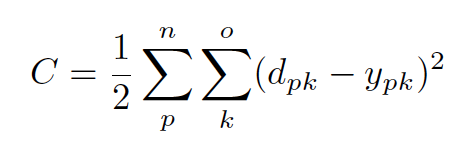 C = \frac{1}{2} \sum_{p}^{n} \sum_{k}^{o} (d_{pk} - y_{pk})^2